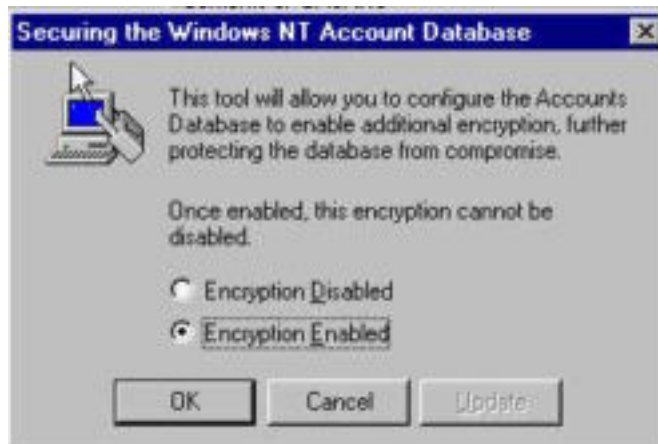 Securing the Windows NT Account Database
This tool will allow you to configure the Accounts
Database to enable additional encryption, further
protecting the database from compromise.
Once enabled, this encryption cannot be
disabled.
Encryption Disabled
Encryption Enabled
OK Cancel Update